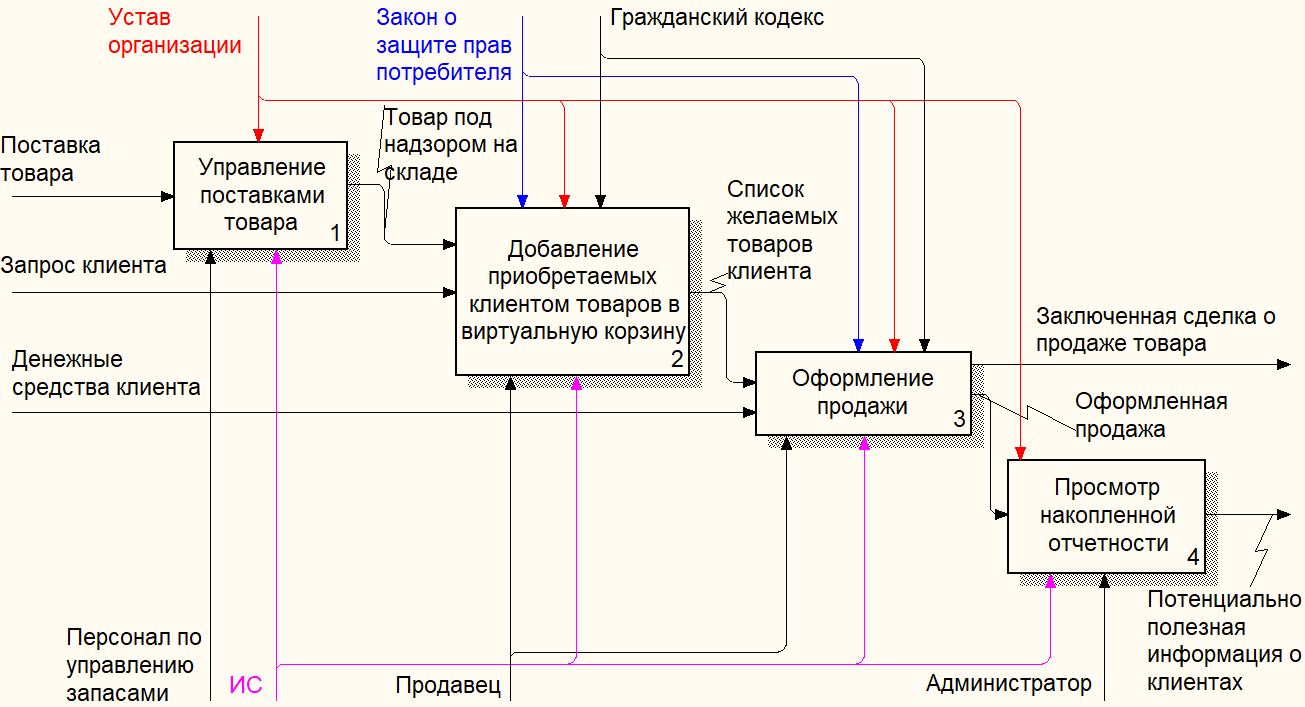 Устав
организации
Закон о
защите прав
потребителя
Гражданский кодекс
Поставка
товара
Управление
поставками
товара
1
Товар под
надзором на
складе
Запрос клиента
Добавление
приобретаемых
клиентом товаров в
виртуальную корзину
2
Список
желаемых
товаров
клиента
Денежные
средства клиента
Оформление
продажи
3
Заключенная сделка о
продаже товара
Оформленная
продажа
Просмотр
накопленной
отчетности
4
Потенциально
полезная
информация о
клиентах
Персонал по
управлению
запасами
ИС
Продавец
Администратор